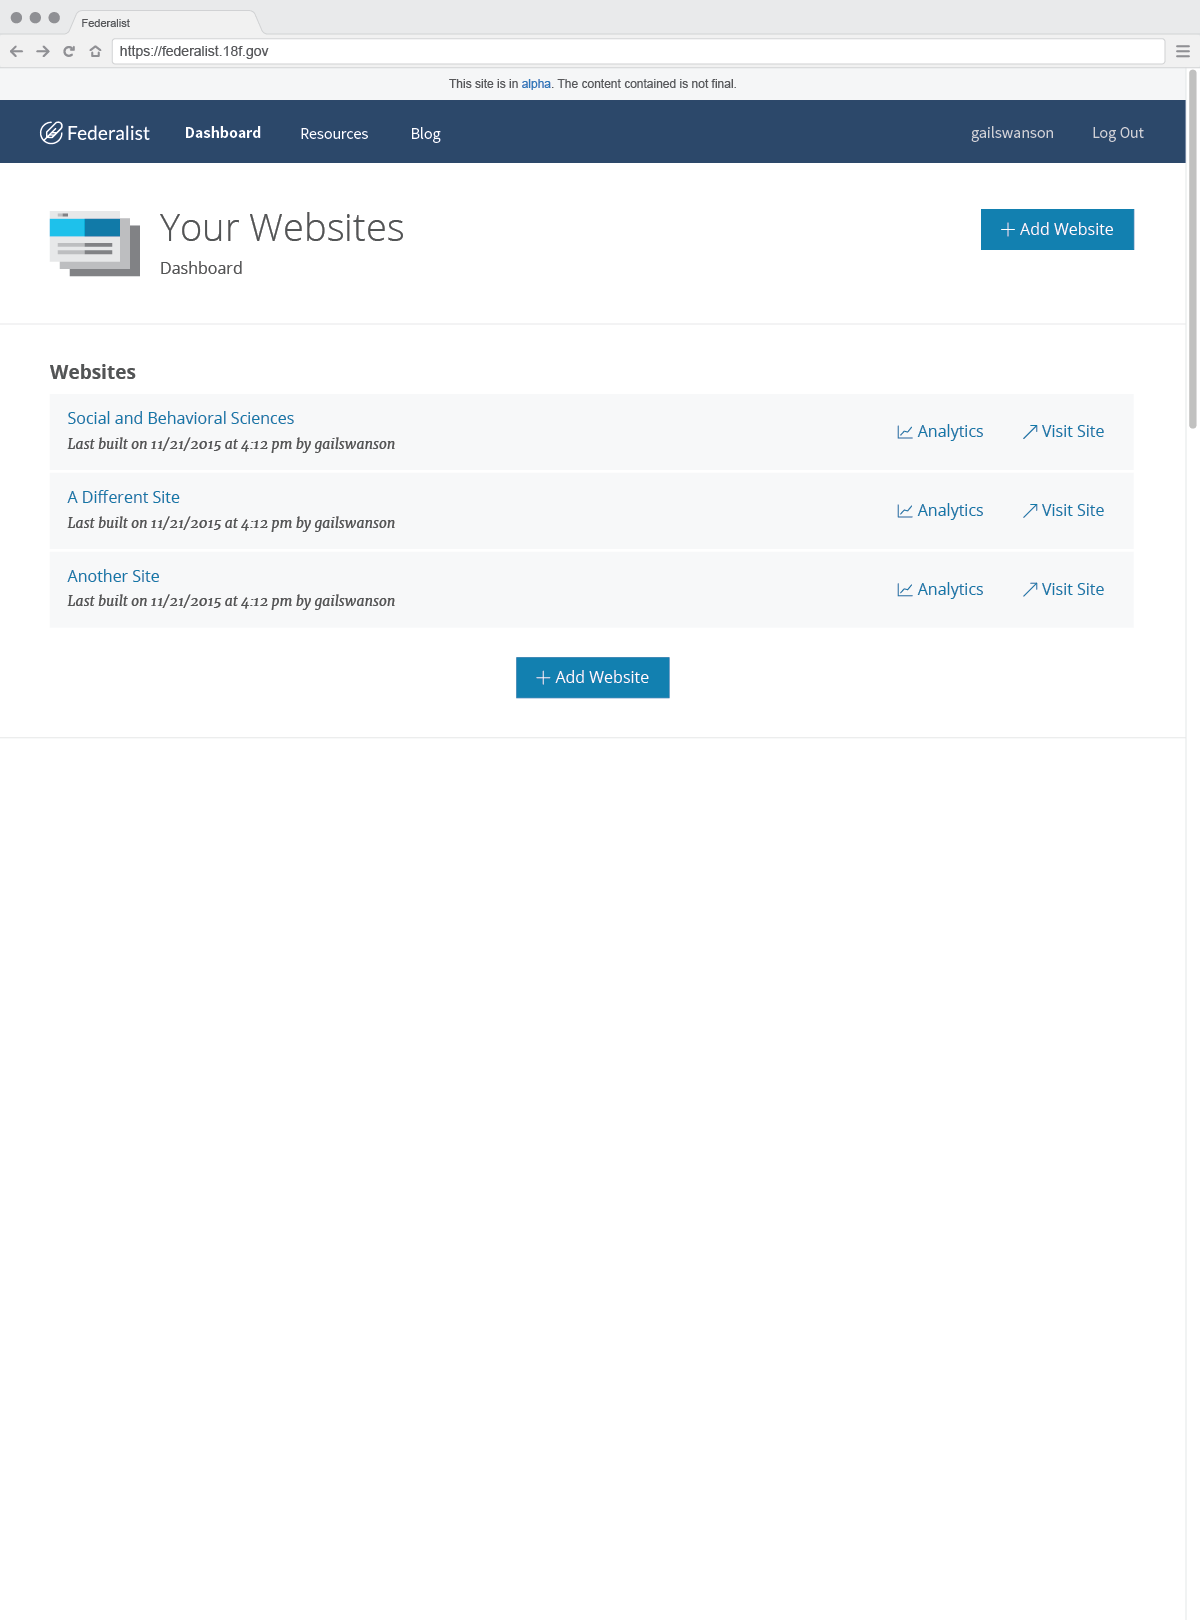 Federalist
https://federalist.18f.gov
This site is in alpha. The content contained is not final.
Federalist Dashboard Resources Blog gailswanson Log Out
Your Websites
Dashboard
+ Add Website
Websites
Social and Behavioral Sciences
Last built on 11/21/2015 at 4:12 pm by gailswanson
Analytics Visit Site
A Different Site
Last built on 11/21/2015 at 4:12 pm by gailswanson
Analytics Visit Site
Another Site
Last built on 11/21/2015 at 4:12 pm by gailswanson
Analytics Visit Site
+ Add Website